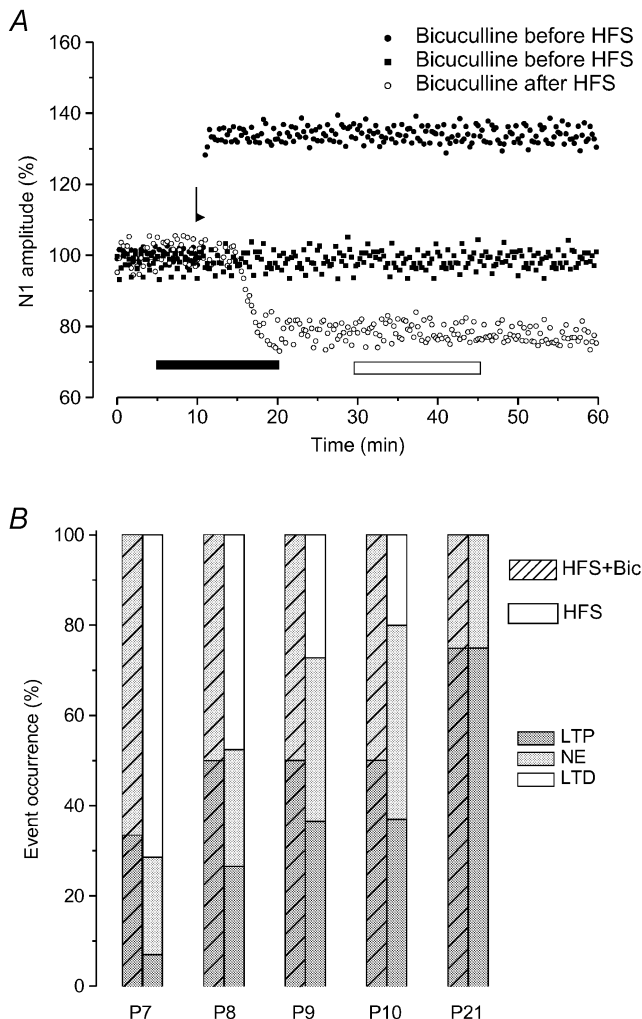 A
160
140
120
100
80
60
N1 amplitude (%)
Bicuculline before HFS
Bicuculline before HFS
Bicuculline after HFS
0
10
20
30
40
50
60
Time (min)
B
100
80
60
40
20
0
Event occurrence (%)
HFS+Bic
HFS
LTP
NE
LTD
P7
P8
P9
P10
P21